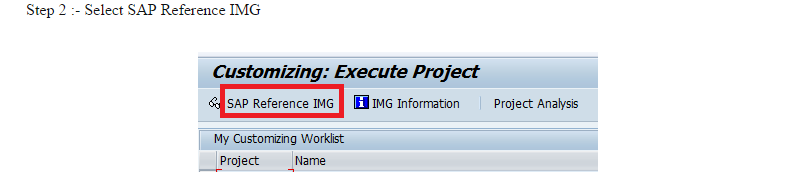 Step 2 :- Select SAP Reference IMG
Customizing: Execute Project
SAP Reference IMG IMG Information Project Analysis
My Customizing Worklist
Project Name